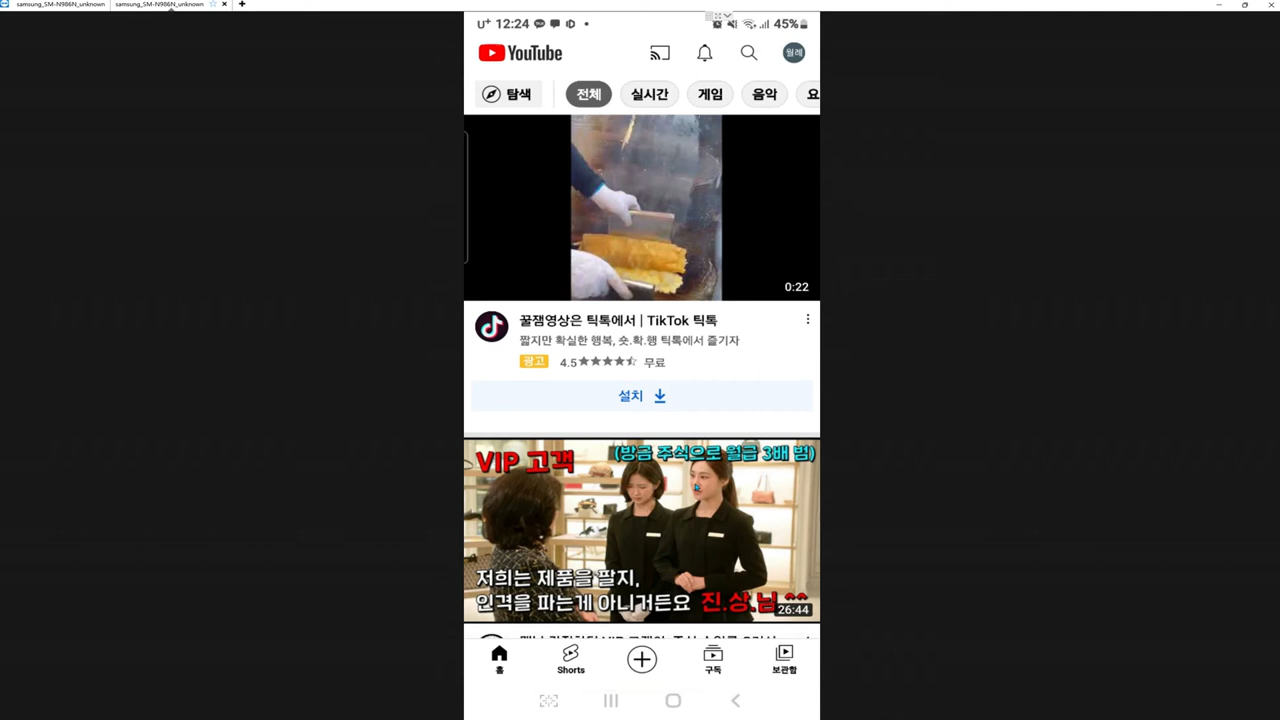 samsung_SM-N986N_unknown samsung_SM-N986N_unknown
U+ 12:24 45%
YouTube 월례
탐색 전체 실시간 게임 음악 요
0:22
꿀잼영상은 틱톡에서 | TikTok 틱톡
짧지만 확실한 행복, 숏.확.행 틱톡에서 즐기자
광고 4.5 무료
설치
VIP 고객 (방금 주식으로 월급 3배 범)
저희는 제품을 팔지,
인격을 파는게 아니거든요 진.상.님 ^^
26:44
홈 Shorts 구독 보관함